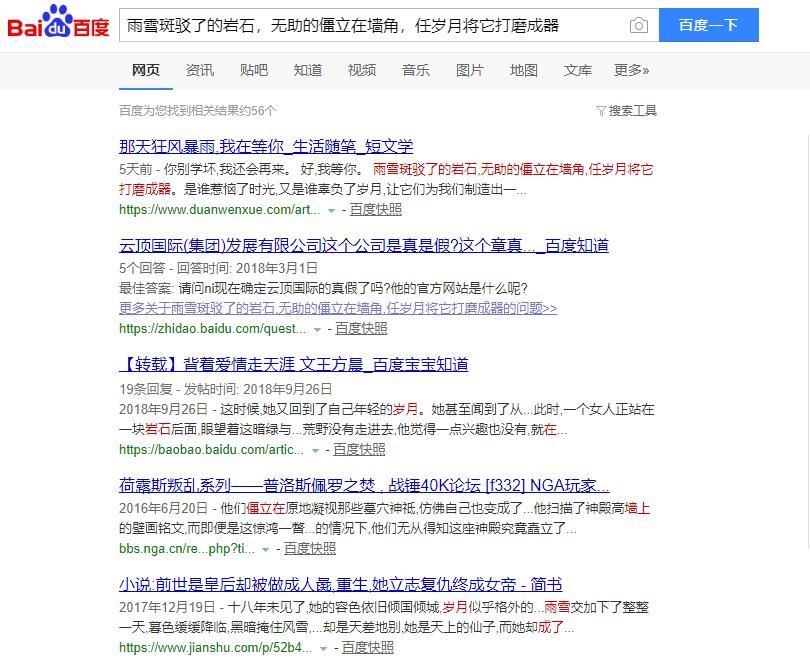 Bai du 百度
雨雪斑驳了的岩石，无助的僵立在墙角，任岁月将它打磨成器
百度一下
网页 资讯 贴吧 知道 视频 音乐 图片 地图 文库 更多»
百度为您找到相关结果约56个
搜索工具
那天狂风暴雨,我在等你_生活随笔_短文学
5天前 - 你别学坏,我还会再来。 好,我等你。 雨雪斑驳了的岩石,无助的僵立在墙角,任岁月将它
打磨成器。是谁惹恼了时光,又是谁辜负了岁月,让它们为我们制造出一...
https://www.duanwenxue.com/art... - 百度快照
云顶国际(集团)发展有限公司这个公司是真是假?这个章真..._百度知道
5个回答 - 回答时间: 2018年3月1日
最佳答案: 请问ni现在确定云顶国际的真假了吗?他的官方网站是什么呢?
更多关于雨雪斑驳了的岩石,无助的僵立在墙角,任岁月将它打磨成器的问题>>
https://zhidao.baidu.com/quest... - 百度快照
【转载】背着爱情走天涯 文王方晨_百度宝宝知道
19条回复 - 发帖时间: 2018年9月26日
2018年9月26日 - 这时候,她又回到了自己年轻的岁月。她甚至闻到了从...此时,一个女人正站在
一块岩石后面,眼望着这暗绿与...荒野没有走进去,他觉得一点兴趣也没有,就在...
https://baobao.baidu.com/artic... - 百度快照
荷露斯叛乱系列——普洛斯佩罗之焚 , 战锤40K论坛 [f332] NGA玩家...
2016年6月20日 - 他们僵立在原地凝视那些墓穴神祗,仿佛自己也变成了...他扫描了神殿高墙上
的壁画铭文,而即便是这惊鸿一瞥...的情况下,他们无从得知这座神殿究竟矗立了...
bbs.nga.cn/re...php?ti... - 百度快照
小说:前世是皇后却被做成人彘,重生,她立志复仇终成女帝 - 简书
2017年12月19日 - 十八年未见了,她的容色依旧倾国倾城,岁月似乎格外的...雨雪交加下了整整
一天,暮色缓缓降临,黑暗掩住风雪,...却是天差地别,她是天上的仙子,而她却成了...
https://www.jianshu.com/p/52b4... - 百度快照